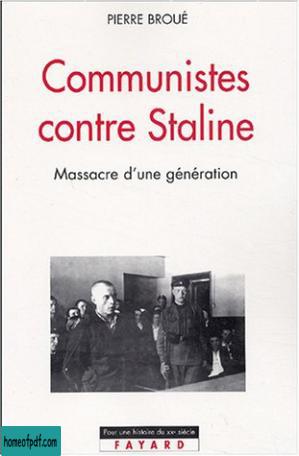 PIERRE BROUÉ
Communistes
contre Staline
Massacre d'une génération
Pour une histoire du XXe siècle
FAYARD
homeofpdf.com